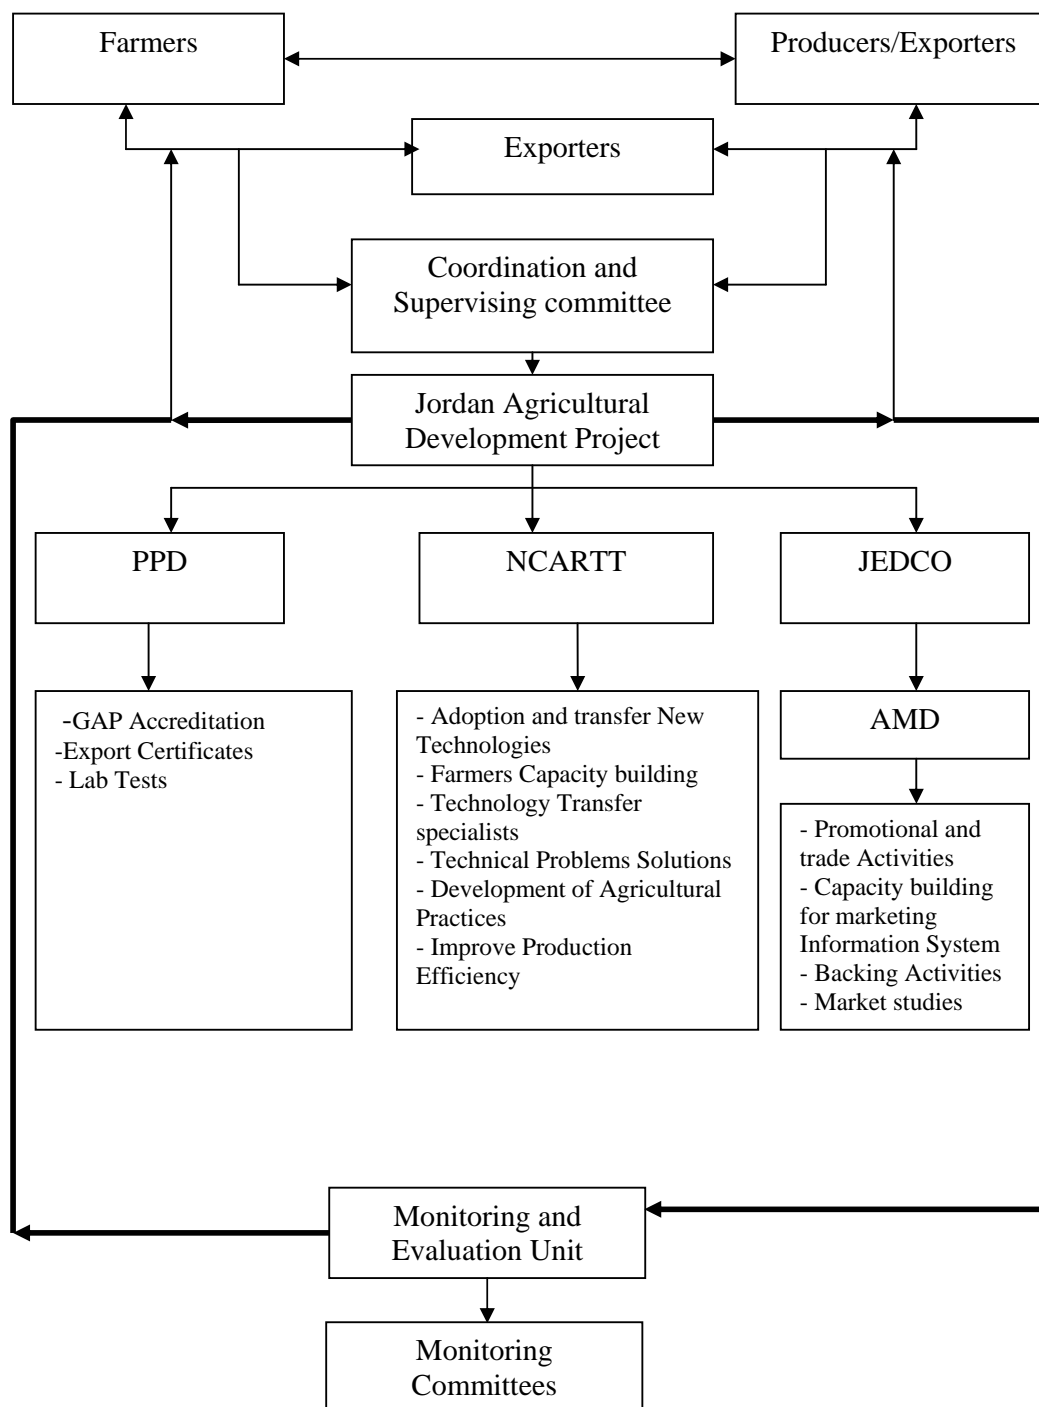 Farmers
Producers/Exporters
Exporters
Coordination and
Supervising committee
Jordan Agricultural
Development Project
PPD
NCARTT
JEDCO
-GAP Accreditation
-Export Certificates
- Lab Tests
- Adoption and transfer New
Technologies
- Farmers Capacity building
- Technology Transfer
specialists
- Technical Problems Solutions
- Development of Agricultural
Practices
- Improve Production
Efficiency
AMD
- Promotional and
trade Activities
- Capacity building
for marketing
Information System
- Backing Activities
- Market studies
Monitoring and
Evaluation Unit
Monitoring
Committees